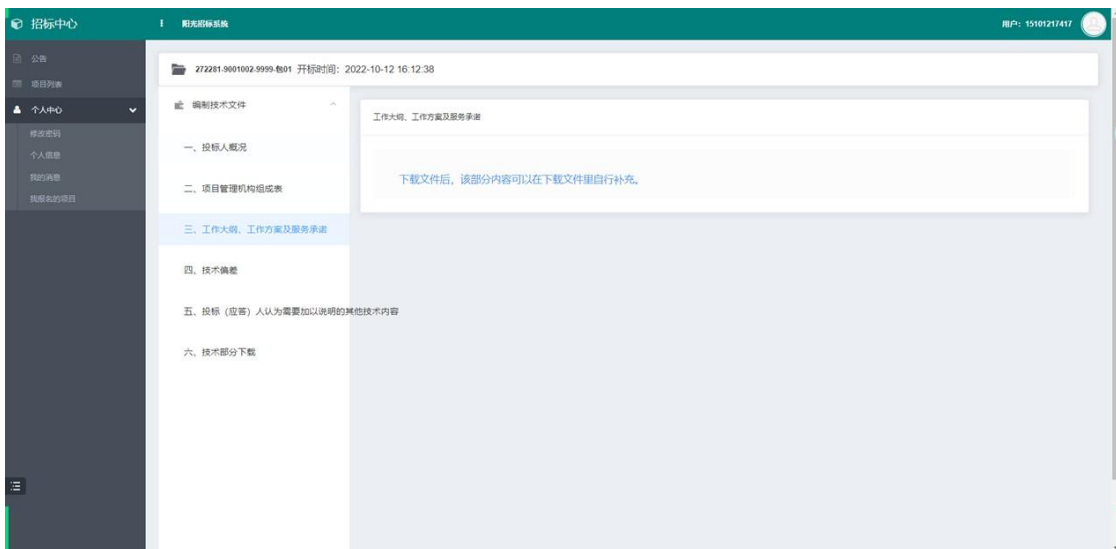 招标中心
阳光招标系统
用户：15101217417
公告
项目列表
个人中心
修改密码
个人信息
我的消息
我报名的项目
272281-9001002-9999-包01 开标时间：2022-10-12 16:12:38
编制技术文件
一、投标人概况
二、项目管理机构组成表
三、工作大纲、工作方案及服务承诺
四、技术偏差
五、投标（应答）人认为需要加以说明的其他技术内容
六、技术部分下载
工作大纲、工作方案及服务承诺
下载文件后，该部分内容可以在下载文件里自行补充。